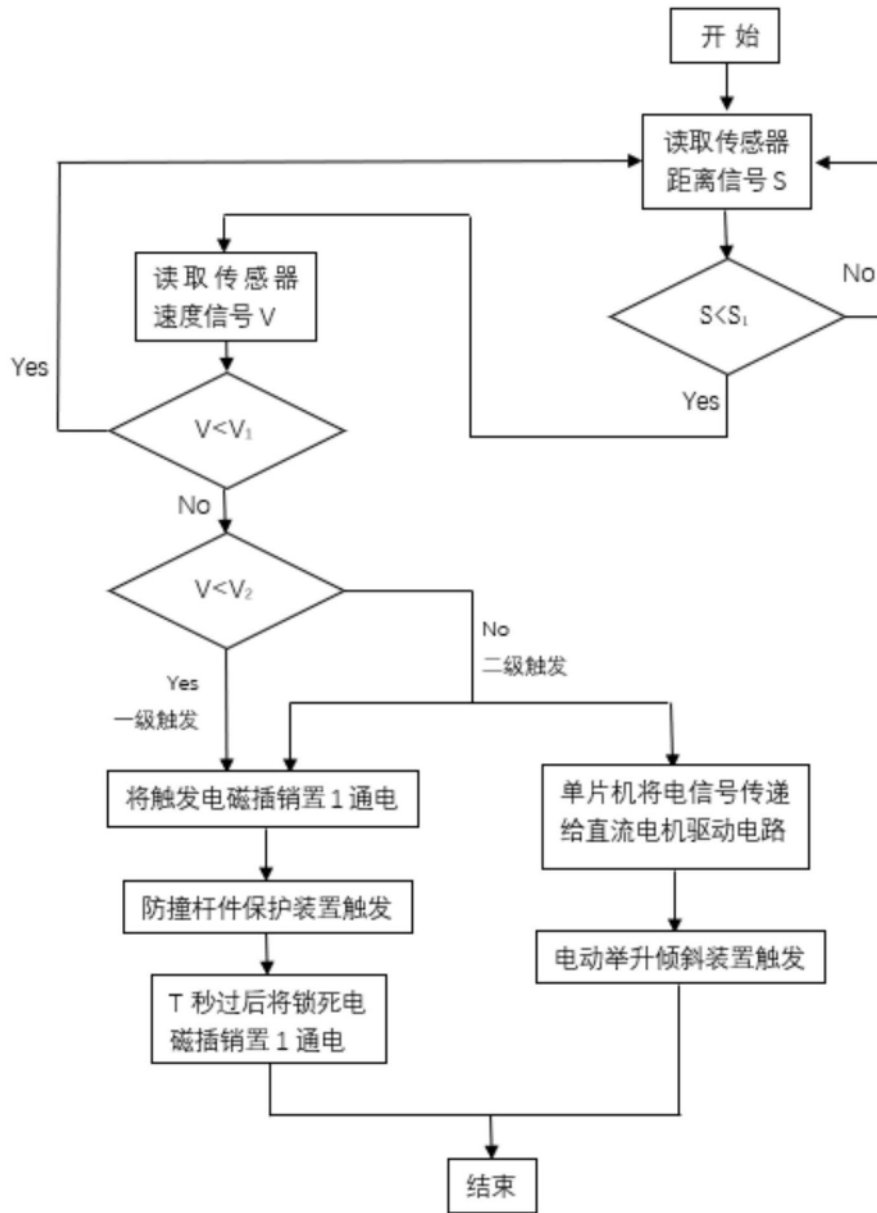 开 始
读取传感器
距离信号 S
No
S<S₁
Yes
读取传感器
速度信号 V
Yes
V<V₁
No
V<V₂
No
二级触发
Yes
一级触发
将触发电磁插销置 1 通电
单片机将电信号传递
给直流电机驱动电路
防撞杆件保护装置触发
电动举升倾斜装置触发
T 秒过后将锁死电
磁插销置 1 通电
结束